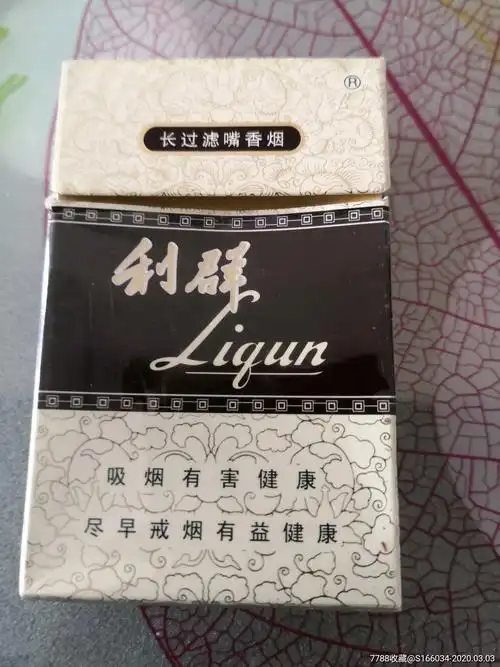 ®
长过滤嘴香烟
利群
Liqun
吸烟有害健康
尽早戒烟有益健康
7788收藏@S166034-2020.03.03